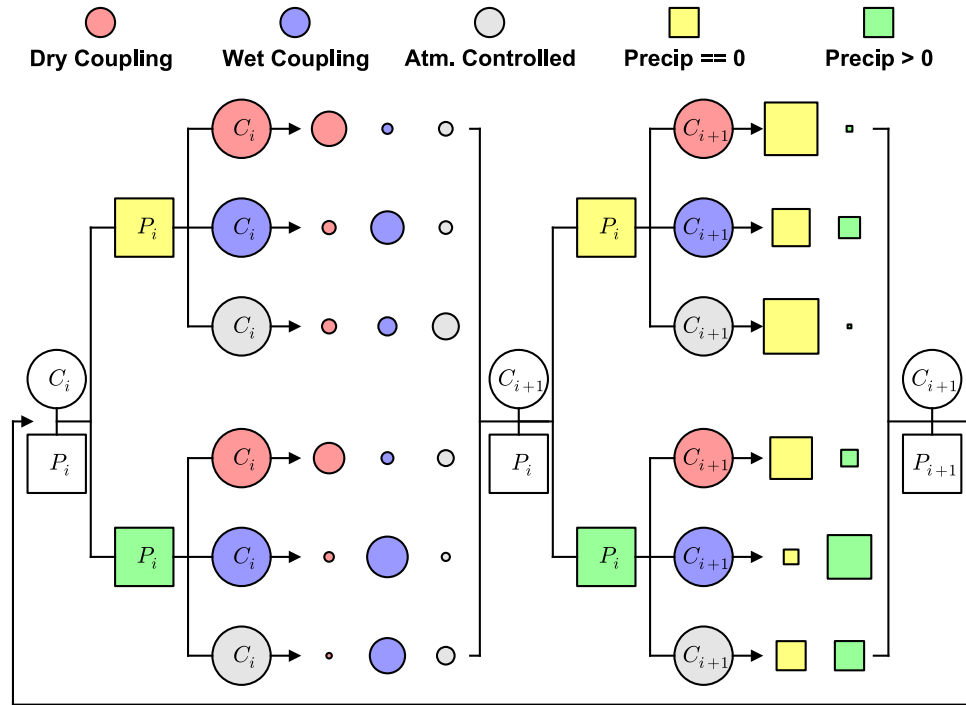 Dry Coupling Wet Coupling Atm. Controlled Precip == 0 Precip > 0
C_i C_{i+1}
P_i C_i P_i C_{i+1}
C_i C_{i+1}
C_i C_{i+1} C_{i+1}
P_i C_i P_i C_{i+1} P_{i+1}
P_i C_i P_i C_{i+1}
C_i C_{i+1}